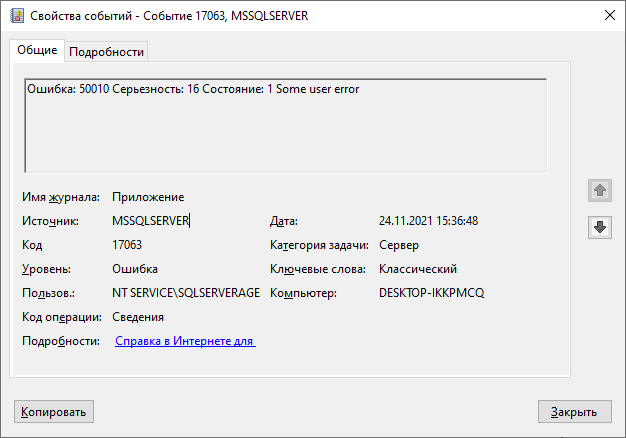 Свойства событий - Событие 17063, MSSQLSERVER
Общие Подробности
Ошибка: 50010 Серьезность: 16 Состояние: 1 Some user error
Имя журнала: Приложение
Источник: MSSQLSERVER Дата: 24.11.2021 15:36:48
Код 17063 Категория задачи: Сервер
Уровень: Ошибка Ключевые слова: Классический
Пользов.: NT SERVICE\SQLSERVERAGE Компьютер: DESKTOP-IKKPMCQ
Код операции: Сведения
Подробности: Справка в Интернете для
Копировать Закрыть